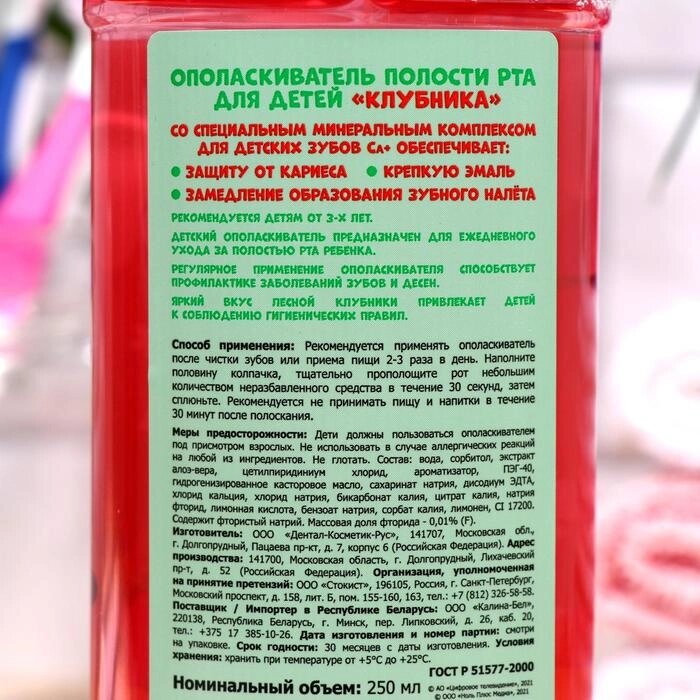 ОПОЛАСКИВАТЕЛЬ ПОЛОСТИ РТА
ДЛЯ ДЕТЕЙ «КЛУБНИКА»
СО СПЕЦИАЛЬНЫМ МИНЕРАЛЬНЫМ КОМПЛЕКСОМ
ДЛЯ ДЕТСКИХ ЗУБОВ CA+ ОБЕСПЕЧИВАЕТ:
• ЗАЩИТУ ОТ КАРИЕСА • КРЕПКУЮ ЭМАЛЬ
• ЗАМЕДЛЕНИЕ ОБРАЗОВАНИЯ ЗУБНОГО НАЛЁТА
РЕКОМЕНДУЕТСЯ ДЕТЯМ ОТ 3-Х ЛЕТ.
ДЕТСКИЙ ОПОЛАСКИВАТЕЛЬ ПРЕДНАЗНАЧЕН ДЛЯ ЕЖЕДНЕВНОГО
УХОДА ЗА ПОЛОСТЬЮ РТА РЕБЕНКА.
РЕГУЛЯРНОЕ ПРИМЕНЕНИЕ ОПОЛАСКИВАТЕЛЯ СПОСОБСТВУЕТ
ПРОФИЛАКТИКЕ ЗАБОЛЕВАНИЙ ЗУБОВ И ДЕСЕН.
ЯРКИЙ ВКУС ЛЕСНОЙ КЛУБНИКИ ПРИВЛЕКАЕТ ДЕТЕЙ
К СОБЛЮДЕНИЮ ГИГИЕНИЧЕСКИХ ПРАВИЛ.
Способ применения: Рекомендуется применять ополаскиватель
после чистки зубов или приема пищи 2-3 раза в день. Наполните
половину колпачка, тщательно прополощите рот небольшим
количеством неразбавленного средства в течение 30 секунд, затем
сплюньте. Рекомендуется не принимать пищу и напитки в течение
30 минут после полоскания.
Меры предосторожности: Дети должны пользоваться ополаскивателем
под присмотром взрослых. Не использовать в случае аллергических реакций
на любой из ингредиентов. Не глотать. Состав: вода, сорбитол, экстракт
алоэ-вера, цетилпиридиниум хлорид, ароматизатор, ПЭГ-40,
гидрогенизированное касторовое масло, сахаринат натрия, дисодиум ЭДТА,
хлорид кальция, хлорид натрия, бикарбонат калия, цитрат калия, натрия
фторид, лимонная кислота, бензоат натрия, сорбат калия, лимонен, CI 17200.
Содержит фтористый натрий. Массовая доля фторида - 0,01% (F).
Изготовитель: ООО «Дентал-Косметик-Рус», 141707, Московская обл.,
г. Долгопрудный, Пацаева пр-кт, д. 7, корпус 6 (Российская Федерация). Адрес
производства: 141700, Московская область, г. Долгопрудный, Лихачевский
пр-т, д. 52 (Российская Федерация). Организация, уполномоченная
на принятие претензий: ООО «Стокист», 196105, Россия, г. Санкт-Петербург,
Московский проспект, д. 158, лит. Б, пом. 155-160, 163, тел.: +7 (812) 326-58-58.
Поставщик / Импортер в Республике Беларусь: ООО «Калина-Бел»,
220138, Республика Беларусь, г. Минск, пер. Липковский, д. 26, каб. 20,
тел.: +375 17 385-10-26. Дата изготовления и номер партии: смотри
на упаковке. Срок годности: 30 месяцев с даты изготовления. Условия
хранения: хранить при температуре от +5°С до +25°С.
ГОСТ Р 51577-2000
Номинальный объем: 250 мл
© АО «Цифровое телевидение», 2021
© ООО «Ноль Плюс Медиа», 2021